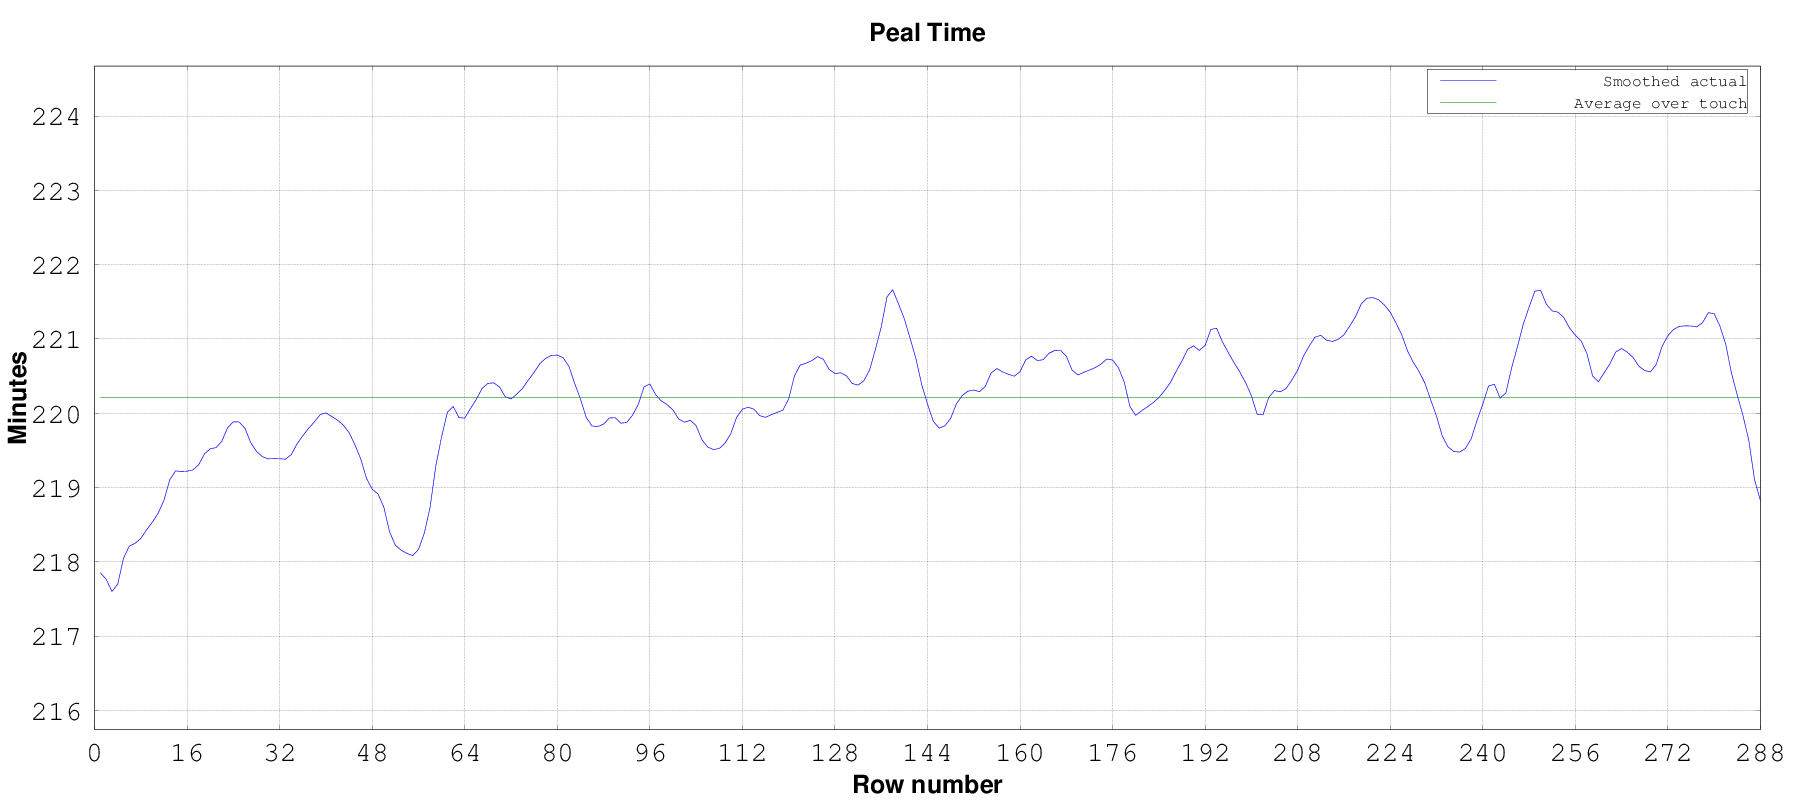 Peal Time
Smoothed actual
Average over touch
224
223
222
221
220
219
218
217
216
Minutes
0 16 32 48 64 80 96 112 128 144 160 176 192 208 224 240 256 272 288
Row number